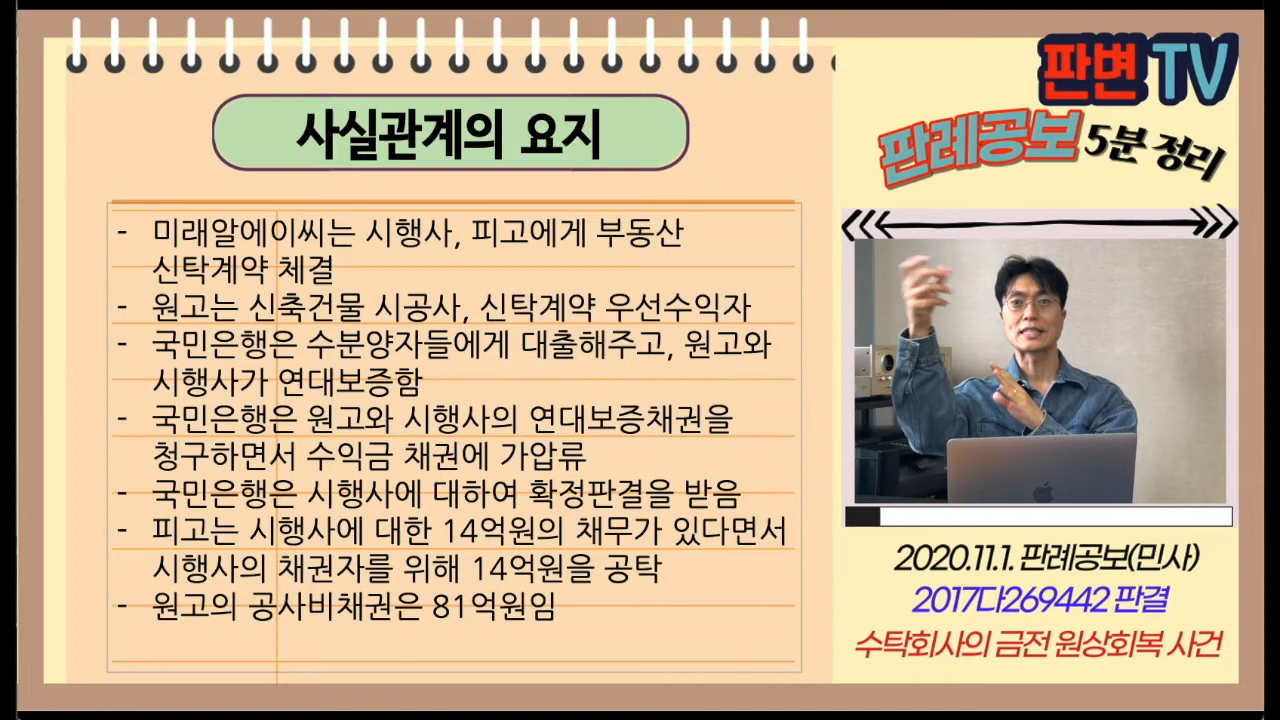 사실관계의 요지
- 미래알에이씨는 시행사, 피고에게 부동산
신탁계약 체결
- 원고는 신축건물 시공사, 신탁계약 우선수익자
- 국민은행은 수분양자들에게 대출해주고, 원고와
시행사가 연대보증함
- 국민은행은 원고와 시행사의 연대보증채권을
청구하면서 수익금 채권에 가압류
- 국민은행은 시행사에 대하여 확정판결을 받음
- 피고는 시행사에 대한 14억원의 채무가 있다면서
시행사의 채권자를 위해 14억원을 공탁
- 원고의 공사비채권은 81억원임
판변 TV
판례공보 5분 정리
2020.11.1. 판례공보(민사)
2017다269442 판결
수탁회사의 금전 원상회복 사건